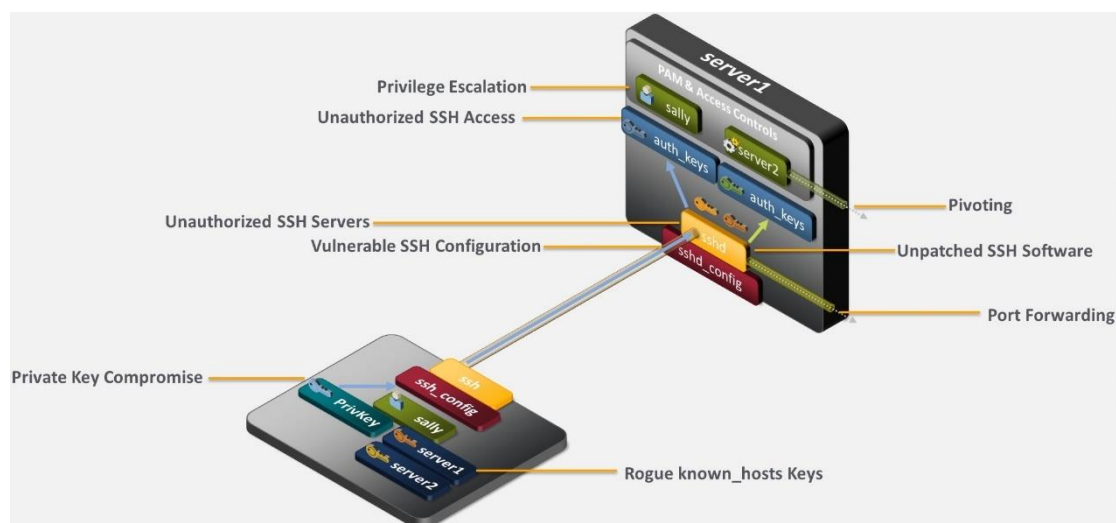 server1
PAM & Access Controls
Privilege Escalation
sally
Unauthorized SSH Access
auth_keys
server2
auth_keys
Pivoting
Unauthorized SSH Servers
sshd
Vulnerable SSH Configuration
sshd_config
Unpatched SSH Software
Port Forwarding
ssh
Private Key Compromise
ssh_config
PrivKey
sally
server1
server2
Rogue known_hosts Keys